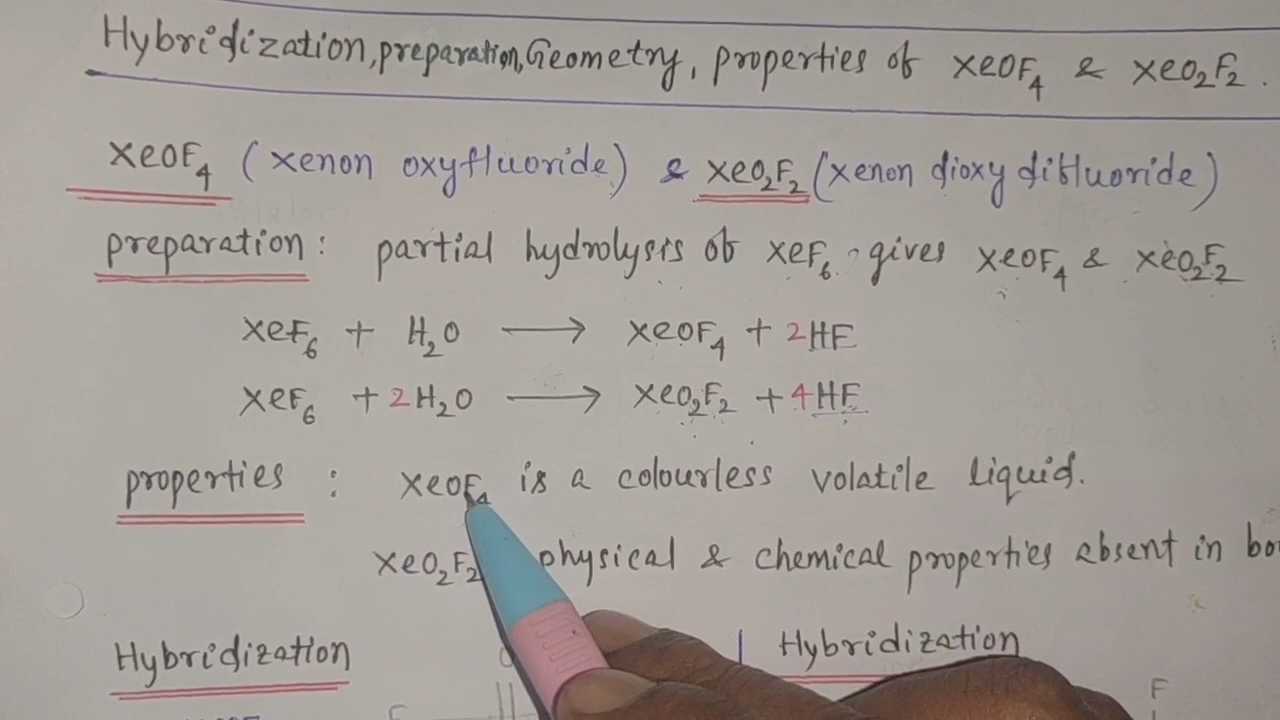 Hybridization, preparation, Geometry, properties of XeOF₄ & XeO₂F₂.
XeOF₄ (xenon oxyfluoride) & XeO₂F₂ (xenon dioxy difluoride)
preparation: partial hydrolysis of XeF₆ gives XeOF₄ & XeO₂F₂
XeF₆ + H₂O → XeOF₄ + 2HF
XeF₆ + 2H₂O → XeO₂F₂ + 4HF
properties : XeOF₄ is a colourless volatile liquid.
XeO₂F₂ physical & chemical properties absent in
Hybridization
Hybridization
F